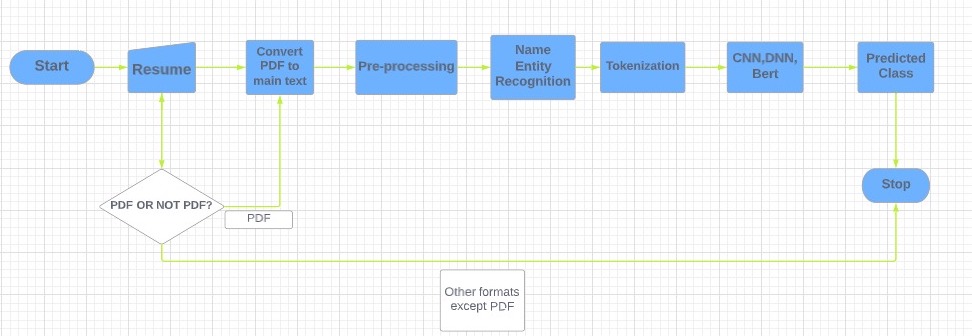 Start
Resume
Convert
PDF to
main text
Pre-processing
Name
Entity
Recognition
Tokenization
CNN,DNN,
Bert
Predicted
Class
PDF OR NOT PDF?
PDF
Stop
Other formats
except PDF